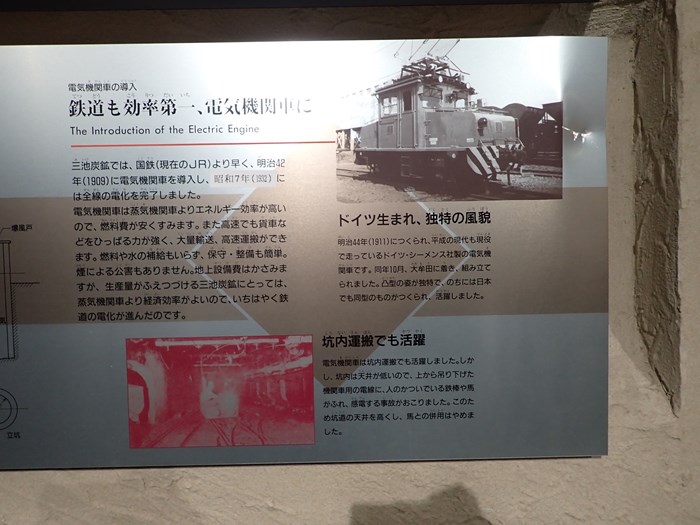 電気機関車の導入
鉄道も効率第一、電気機関車に
The Introduction of the Electric Engine
三池炭鉱では、国鉄(現在のJR)より早く、明治42
年(1909)に電気機関車を導入し、昭和7年(1932)に
は全線の電化を完了しました。
電気機関車は蒸気機関車よりエネルギー効率が高い
ので、燃料費が安くすみます。また高速でも貨車な
どをひっぱる力が強く、大量輸送、高速運搬ができ
ます。燃料や水の補給もいらず、保守・整備も簡単。
煙による公害もありません。地上設備費はかさみま
すが、生産量がふえつづける三池炭鉱にとっては、
蒸気機関車より経済効率がよいので、いちはやく鉄
道の電化が進んだのです。
ドイツ生まれ、独特の風貌
明治44年(1911)につくられ、平成の現代も現役
で走っているドイツ・シーメンス社製の電気機
関車です。同年10月、大牟田に着き、組み立て
られました。凸型の姿が独特で、のちには日本
でも同型のものがつくられ、活躍しました。
坑内運搬でも活躍
電気機関車は坑内運搬でも活躍しました。しか
し、坑内は天井が低いので、上から吊り下げた
機関車用の電線に、人のかついでいる鉄棒や馬
がふれ、感電する事故がおこりました。このた
め坑道の天井を高くし、馬との併用はやめま
した。
排風戸
立坑